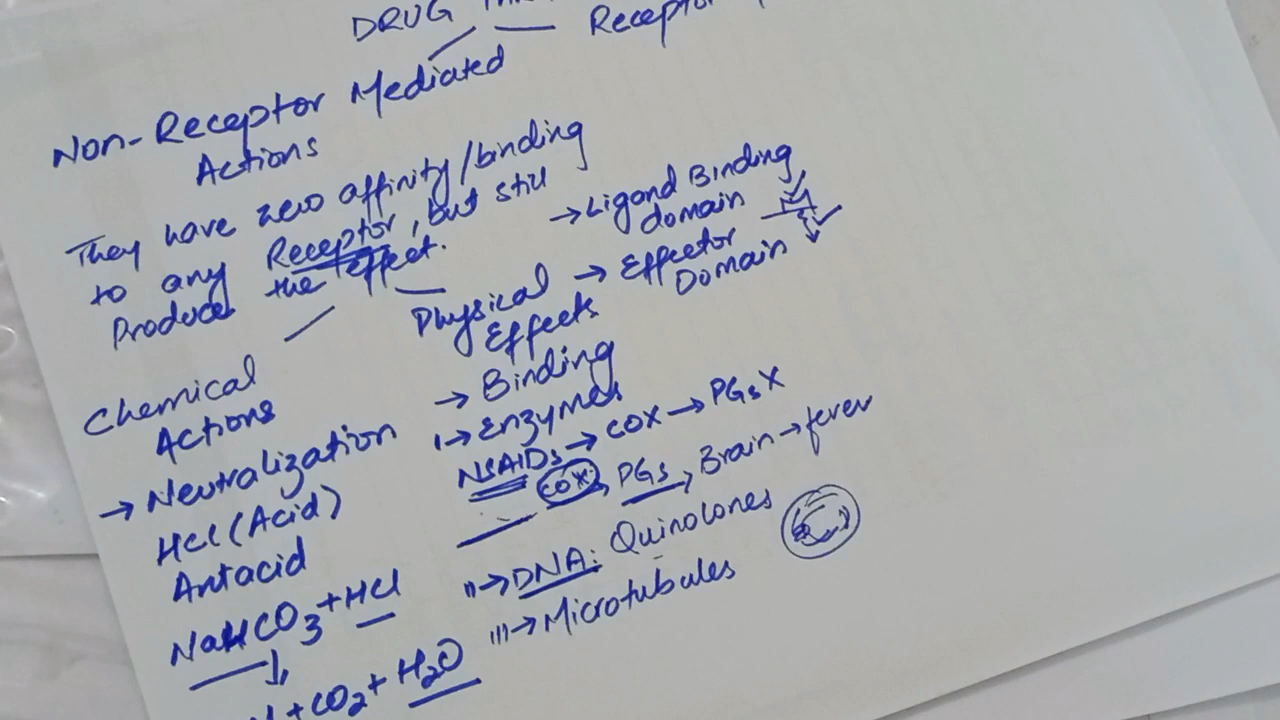 DRUG
Receptor
Non-Receptor Mediated
Actions
They have zero affinity/binding
to any Receptor, but still
Produces the effect.
→ Ligand Binding
domain
→ Effector
Domain
Chemical
Actions
→ Neutralization
HCl (Acid)
Antacid
NaHCO3 + HCl
↓
+ CO2 + H2O
Physical
Effects
→ Binding
I → Enzymes
NSAIDs → COX → PGs X
COX → PGs → Brain → fever
II → DNA: Quinolones
III → Microtubules